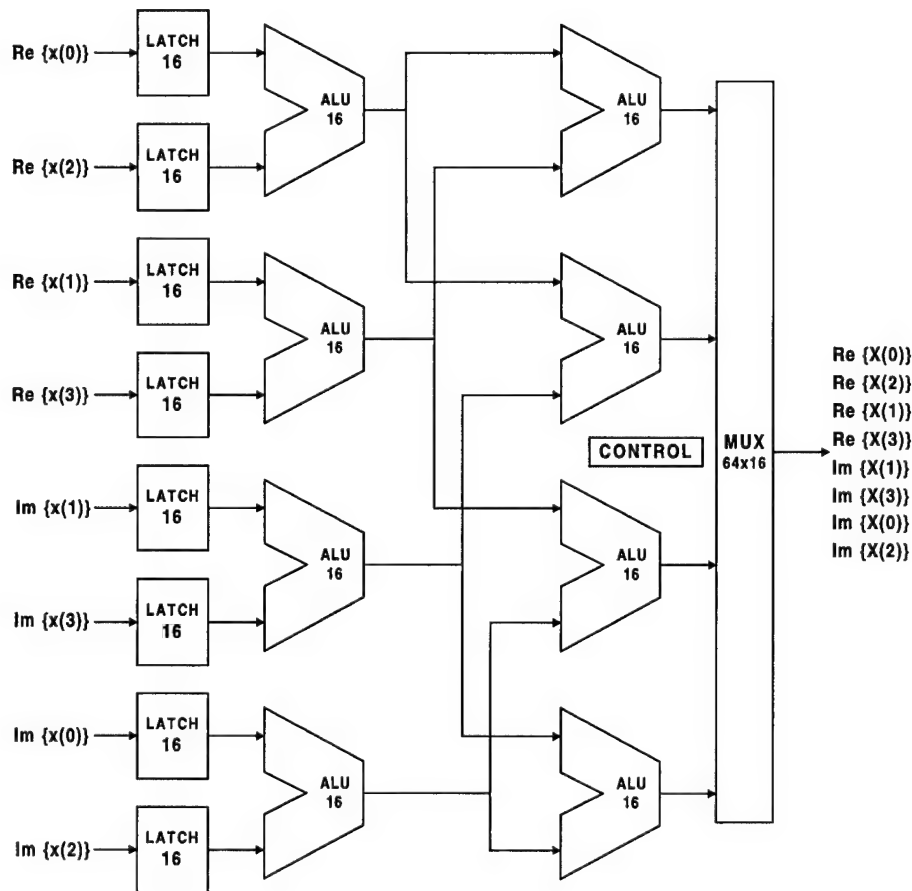 Re {x(0)}
LATCH
16
ALU
16
ALU
16
Re {x(2)}
LATCH
16
Re {x(1)}
LATCH
16
ALU
16
ALU
16
Re {x(3)}
LATCH
16
Im {x(1)}
LATCH
16
ALU
16
ALU
16
Im {x(3)}
LATCH
16
Im {x(0)}
LATCH
16
ALU
16
ALU
16
Im {x(2)}
LATCH
16
CONTROL
MUX
64x16
Re {X(0)}
Re {X(2)}
Re {X(1)}
Re {X(3)}
Im {X(1)}
Im {X(3)}
Im {X(0)}
Im {X(2)}